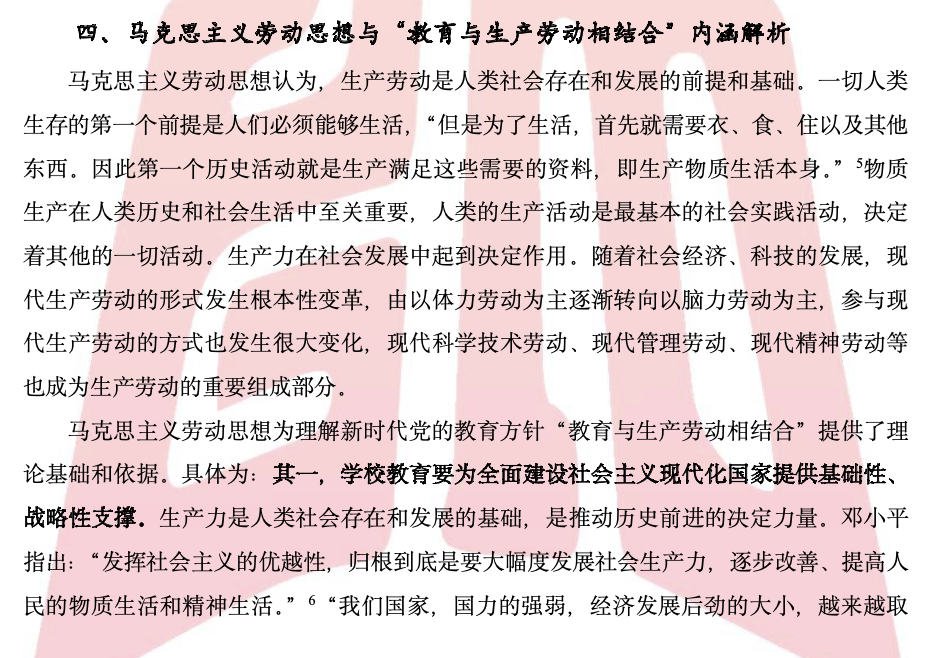 四、马克思主义劳动思想与“教育与生产劳动相结合”内涵解析
马克思主义劳动思想认为，生产劳动是人类社会存在和发展的前提和基础。一切人类
生存的第一个前提是人们必须能够生活，“但是为了生活，首先就需要衣、食、住以及其他
东西。因此第一个历史活动就是生产满足这些需要的资料，即生产物质生活本身。”⁵物质
生产在人类历史和社会生活中至关重要，人类的生产活动是最基本的社会实践活动，决定
着其他的一切活动。生产力在社会发展中起到决定作用。随着社会经济、科技的发展，现
代生产劳动的形式发生根本性变革，由以体力劳动为主逐渐转向以脑力劳动为主，参与现
代生产劳动的方式也发生很大变化，现代科学技术劳动、现代管理劳动、现代精神劳动等
也成为生产劳动的重要组成部分。
马克思主义劳动思想为理解新时代党的教育方针“教育与生产劳动相结合”提供了理
论基础和依据。具体为：其一，学校教育要为全面建设社会主义现代化国家提供基础性、
战略性支撑。生产力是人类社会存在和发展的基础，是推动历史前进的决定力量。邓小平
指出：“发挥社会主义的优越性，归根到底是要大幅度发展社会生产力，逐步改善、提高人
民的物质生活和精神生活。”⁶“我们国家，国力的强弱，经济发展后劲的大小，越来越取